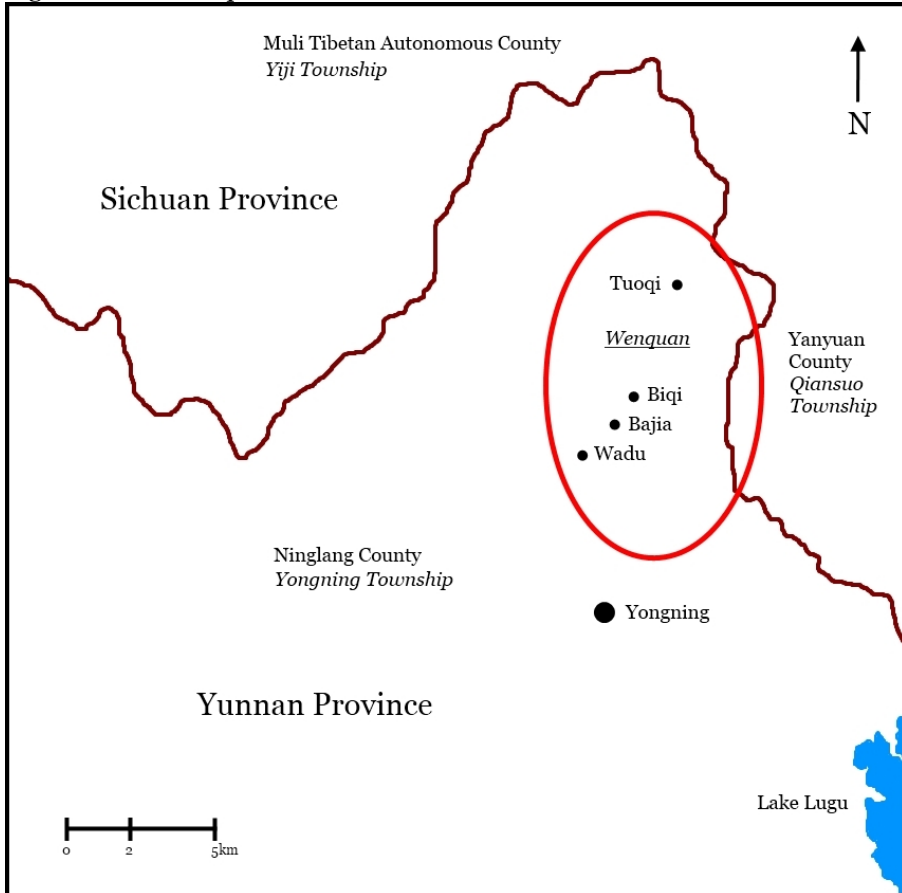 Muli Tibetan Autonomous County
Yiji Township
N
Sichuan Province
Tuoqi
Wenquan
Yanyuan
County
Qiansuo
Township
Biqi
Bajia
Wadu
Ninglang County
Yongning Township
Yongning
Yunnan Province
Lake Lugu
0 2 5km